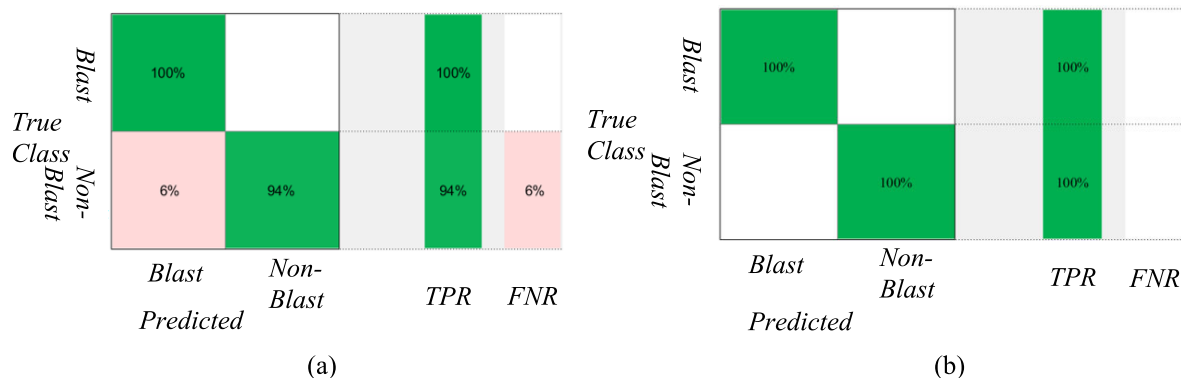 Blast
100%
100%
True
Class
Non-
Blast
6%
94%
94%
6%
Blast
Non-
Blast
TPR
FNR
Predicted
(a)
Blast
100%
100%
True
Class
Non-
Blast
100%
100%
Blast
Non-
Blast
TPR
FNR
Predicted
(b)